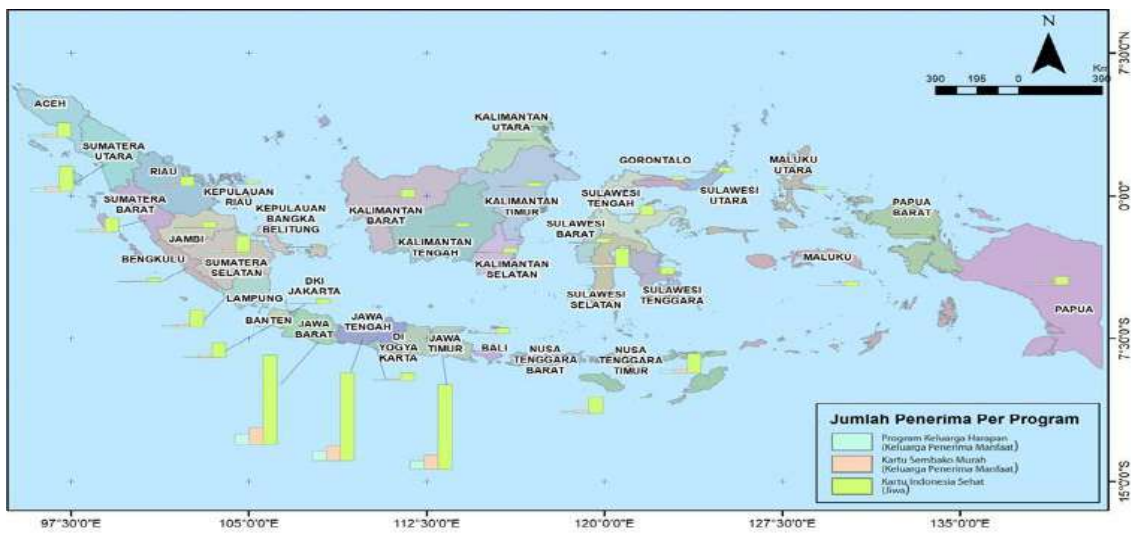 N
Km
390 195 0 390
7°30'0"N
0°0'0"
7°30'0"S
15°0'0"S
ACEH
SUMATERA
UTARA
RIAU
KEPULAUAN
RIAU
SUMATERA
BARAT
KEPULAUAN
BANGKA
BELITUNG
JAMBI
BENGKULU
SUMATERA
SELATAN
LAMPUNG
DKI
JAKARTA
BANTEN
JAWA
BARAT
JAWA
TENGAH
DI
YOGYA
KARTA
JAWA
TIMUR
BALI
NUSA
TENGGARA
BARAT
NUSA
TENGGARA
TIMUR
KALIMANTAN
UTARA
KALIMANTAN
BARAT
KALIMANTAN
TENGAH
KALIMANTAN
TIMUR
KALIMANTAN
SELATAN
GORONTALO
SULAWESI
UTARA
SULAWESI
TENGAH
SULAWESI
BARAT
SULAWESI
SELATAN
SULAWESI
TENGGARA
MALUKU
UTARA
MALUKU
PAPUA
BARAT
PAPUA
Jumlah Penerima Per Program
Program Keluarga Harapan
(Keluarga Penerima Manfaat)
Kartu Sembako Murah
(Keluarga Penerima Manfaat)
Kartu Indonesia Sehat
(Jiwa)
97°30'0"E 105°0'0"E 112°30'0"E 120°0'0"E 127°30'0"E 135°0'0"E